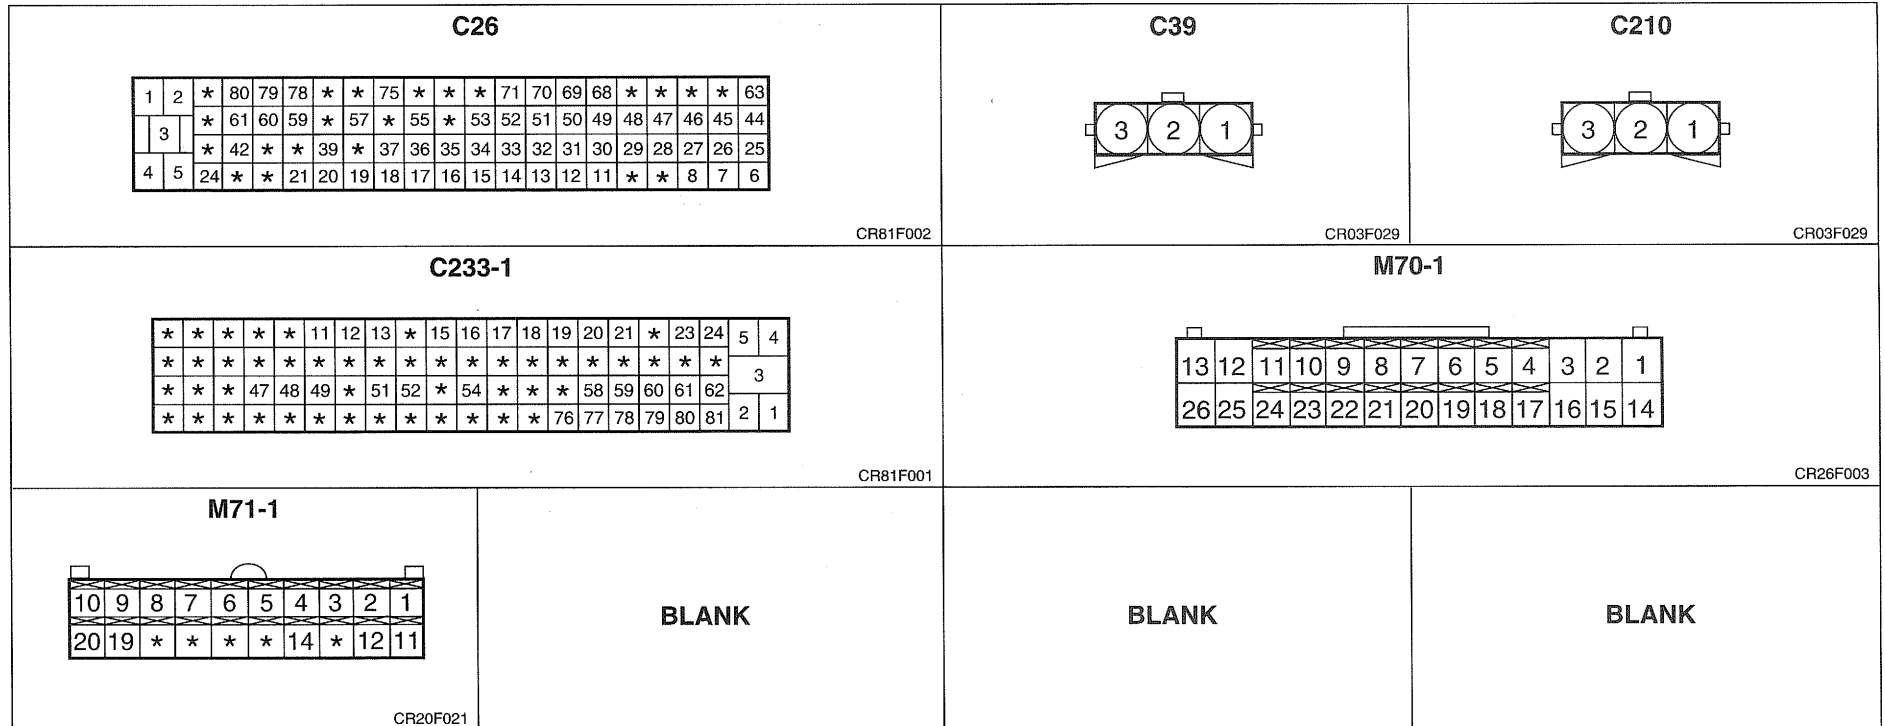 C26
1 2 * 80 79 78 * * 75 * * * 71 70 69 68 * * * * 63
* 61 60 59 * 57 * 55 * 53 52 51 50 49 48 47 46 45 44
3
* 42 * * 39 * 37 36 35 34 33 32 31 30 29 28 27 26 25
4 5 24 * * 21 20 19 18 17 16 15 14 13 12 11 * * 8 7 6
CR81F002
C39
3 2 1
CR03F029
C210
3 2 1
CR03F029
C233-1
* * * * * 11 12 13 * 15 16 17 18 19 20 21 * 23 24 5 4
* * * * * * * * * * * * * * * * * * *
3
* * * 47 48 49 * 51 52 * 54 * * * 58 59 60 61 62
* * * * * * * * * * * * * 76 77 78 79 80 81 2 1
CR81F001
M70-1
13 12 11 10 9 8 7 6 5 4 3 2 1
26 25 24 23 22 21 20 19 18 17 16 15 14
CR26F003
M71-1
10 9 8 7 6 5 4 3 2 1
20 19 * * * * 14 * 12 11
CR20F021
BLANK
BLANK
BLANK